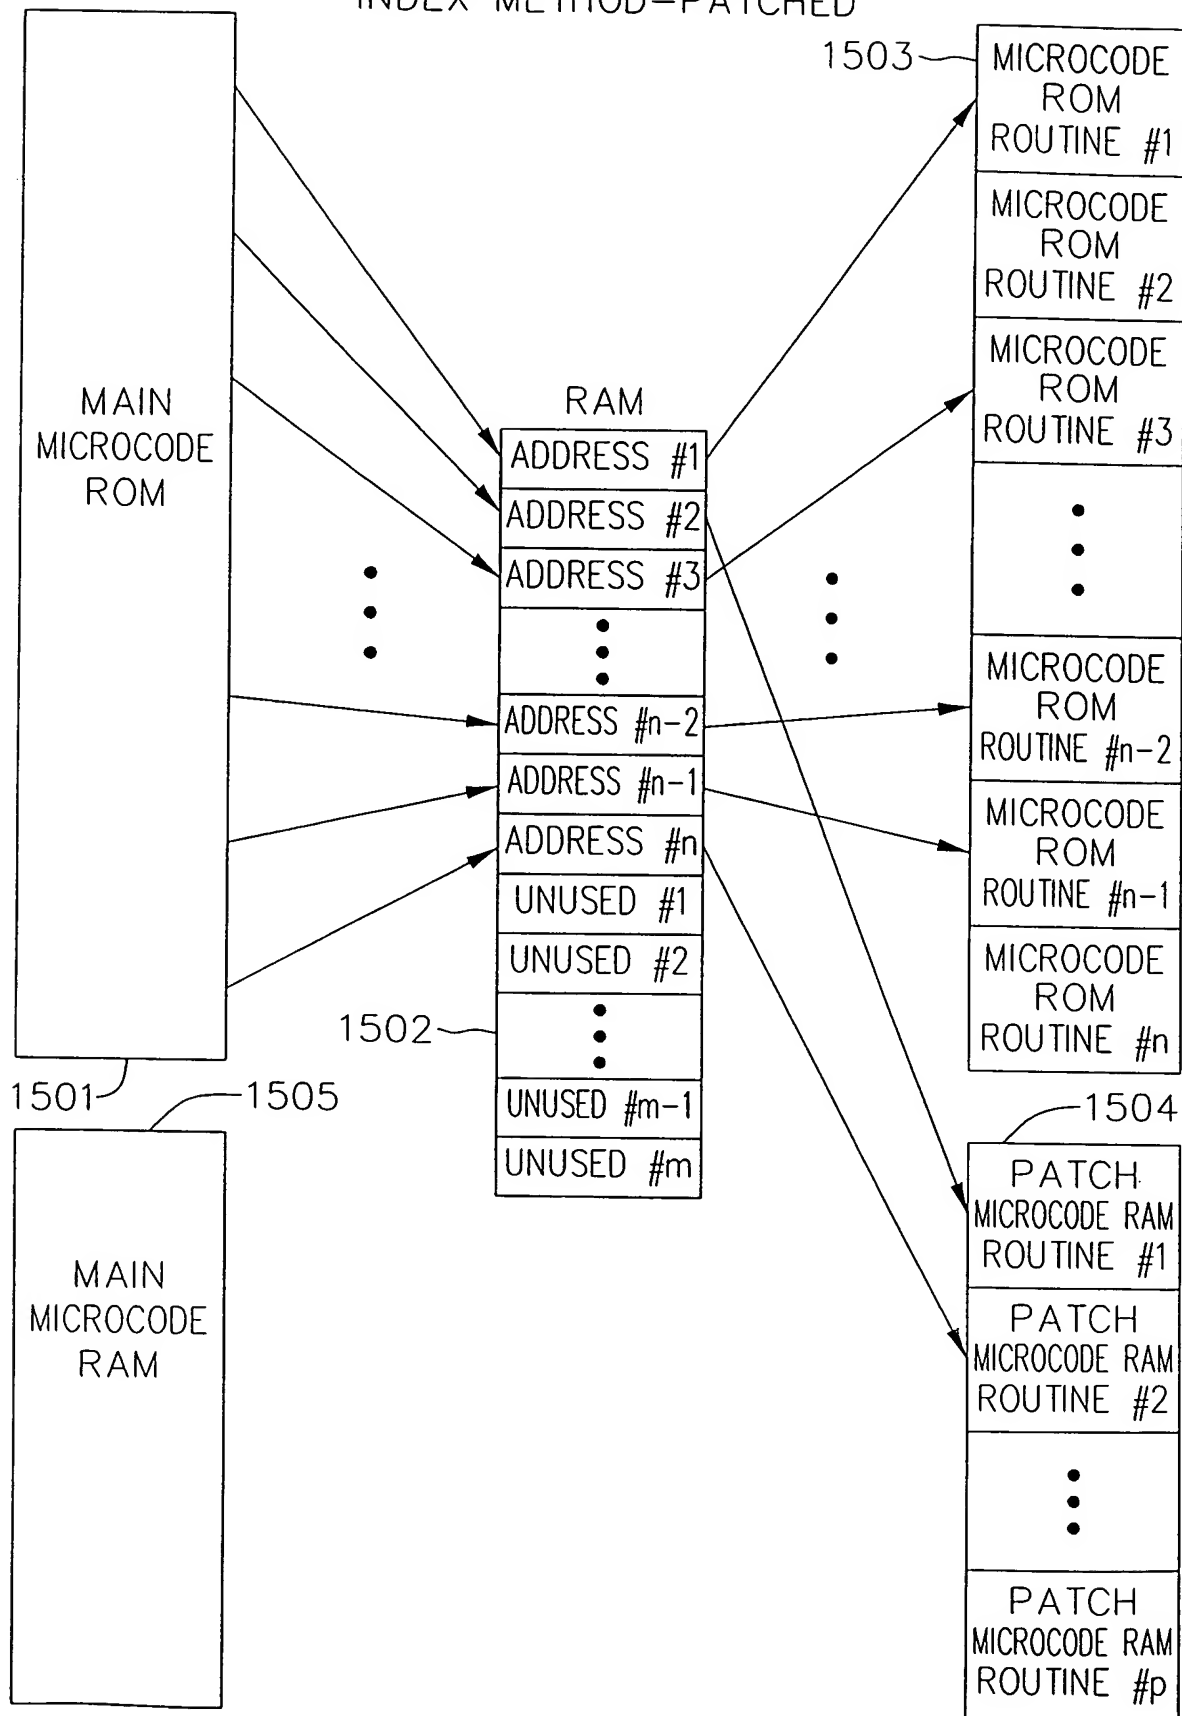 INDEX METHOD-PATCHED
MAIN
MICROCODE
ROM
1501
1505
MAIN
MICROCODE
RAM
RAM
ADDRESS #1
ADDRESS #2
ADDRESS #3
ADDRESS #n-2
ADDRESS #n-1
ADDRESS #n
UNUSED #1
UNUSED #2
1502
UNUSED #m-1
UNUSED #m
1503
MICROCODE
ROM
ROUTINE #1
MICROCODE
ROM
ROUTINE #2
MICROCODE
ROM
ROUTINE #3
MICROCODE
ROM
ROUTINE #n-2
MICROCODE
ROM
ROUTINE #n-1
MICROCODE
ROM
ROUTINE #n
1504
PATCH
MICROCODE RAM
ROUTINE #1
PATCH
MICROCODE RAM
ROUTINE #2
PATCH
MICROCODE RAM
ROUTINE #p